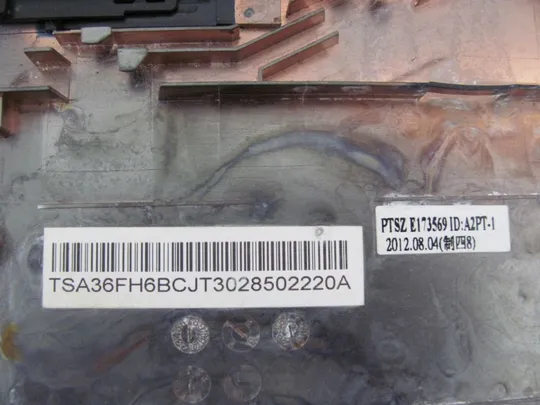 PTSZ E173569 ID:A2PT-1
2012.08.04(制四8)
TSA36FH6BCJT3028502220A